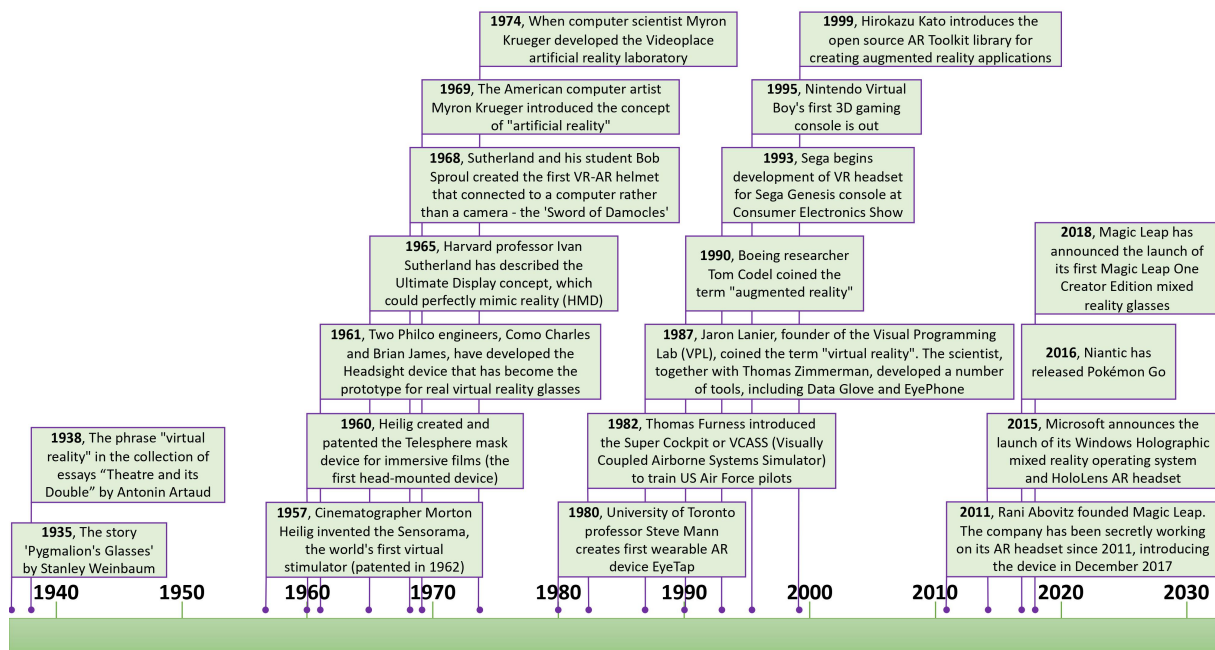 1974, When computer scientist Myron
Krueger developed the Videoplace
artificial reality laboratory
1999, Hirokazu Kato introduces the
open source AR Toolkit library for
creating augmented reality applications
1969, The American computer artist
Myron Krueger introduced the concept
of "artificial reality"
1995, Nintendo Virtual
Boy's first 3D gaming
console is out
1968, Sutherland and his student Bob
Sproul created the first VR-AR helmet
that connected to a computer rather
than a camera - the 'Sword of Damocles'
1993, Sega begins
development of VR headset
for Sega Genesis console at
Consumer Electronics Show
1965, Harvard professor Ivan
Sutherland has described the
Ultimate Display concept, which
could perfectly mimic reality (HMD)
1990, Boeing researcher
Tom Codel coined the
term "augmented reality"
2018, Magic Leap has
announced the launch of
its first Magic Leap One
Creator Edition mixed
reality glasses
1961, Two Philco engineers, Como Charles
and Brian James, have developed the
Headsight device that has become the
prototype for real virtual reality glasses
1987, Jaron Lanier, founder of the Visual Programming
Lab (VPL), coined the term "virtual reality". The scientist,
together with Thomas Zimmerman, developed a number
of tools, including Data Glove and EyePhone
2016, Niantic has
released Pokémon Go
1938, The phrase "virtual
reality" in the collection of
essays “Theatre and its
Double” by Antonin Artaud
1960, Heilig created and
patented the Telesphere mask
device for immersive films (the
first head-mounted device)
1982, Thomas Furness introduced
the Super Cockpit or VCASS (Visually
Coupled Airborne Systems Simulator)
to train US Air Force pilots
2015, Microsoft announces the
launch of its Windows Holographic
mixed reality operating system
and HoloLens AR headset
1935, The story
'Pygmalion's Glasses'
by Stanley Weinbaum
1957, Cinematographer Morton
Heilig invented the Sensorama,
the world's first virtual
stimulator (patented in 1962)
1980, University of Toronto
professor Steve Mann
creates first wearable AR
device EyeTap
2011, Rani Abovitz founded Magic Leap.
The company has been secretly working
on its AR headset since 2011, introducing
the device in December 2017
1940 1950 1960 1970 1980 1990 2000 2010 2020 2030